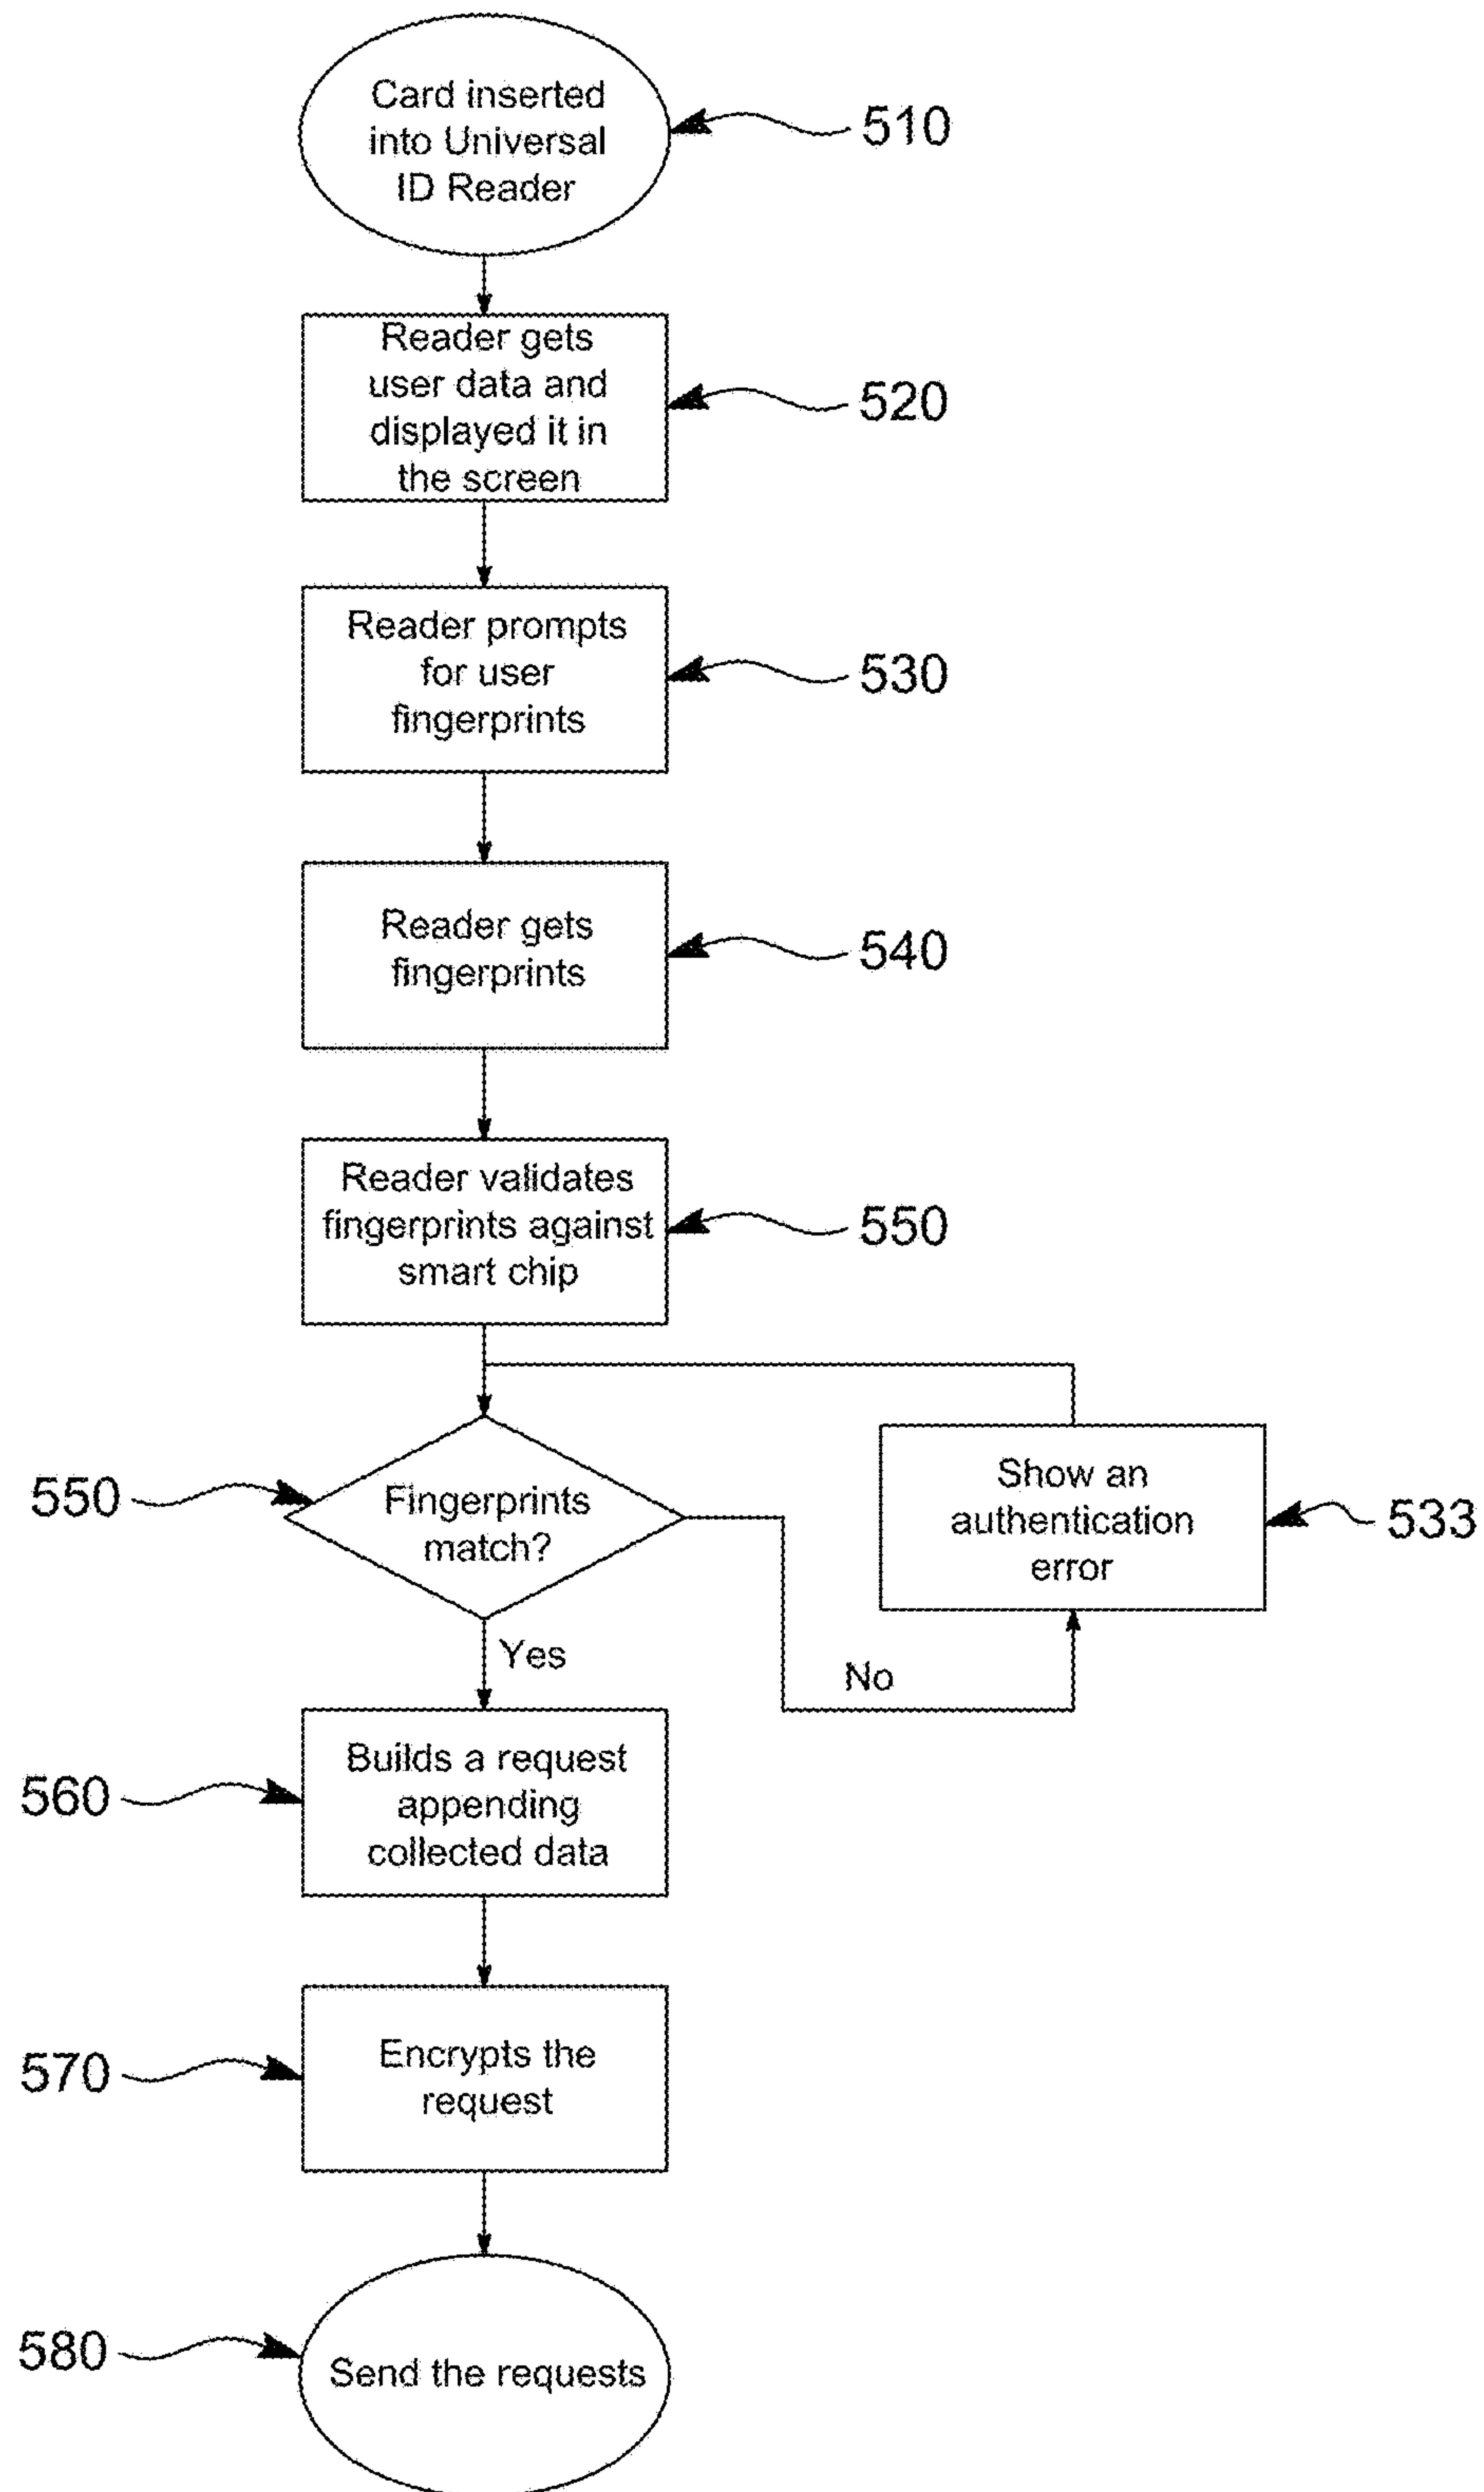 Card inserted
into Universal
ID Reader
510
Reader gets
user data and
displayed it in
the screen
520
Reader prompts
for user
fingerprints
530
Reader gets
fingerprints
540
Reader validates
fingerprints against
smart chip
550
550
Fingerprints
match?
Show an
authentication
error
533
Yes
No
560
Builds a request
appending
collected data
570
Encrypts the
request
580
Send the requests